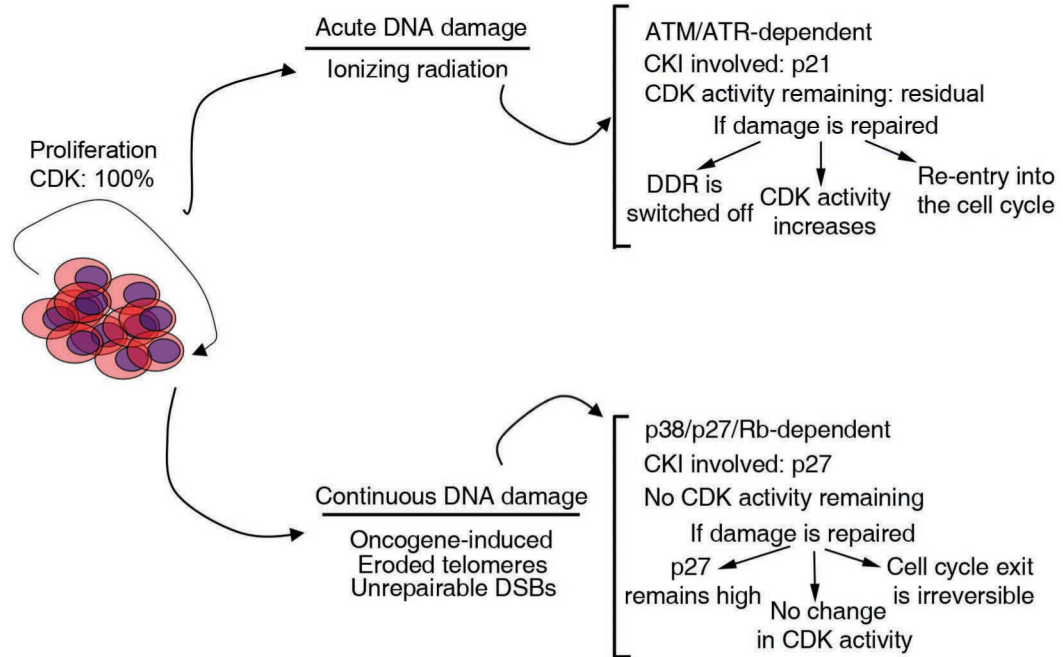 Proliferation
CDK: 100%
Acute DNA damage
Ionizing radiation
ATM/ATR-dependent
CKI involved: p21
CDK activity remaining: residual
If damage is repaired
DDR is
switched off
CDK activity
increases
Re-entry into
the cell cycle
Continuous DNA damage
Oncogene-induced
Eroded telomeres
Unrepairable DSBs
p38/p27/Rb-dependent
CKI involved: p27
No CDK activity remaining
If damage is repaired
p27
remains high
No change
in CDK activity
Cell cycle exit
is irreversible